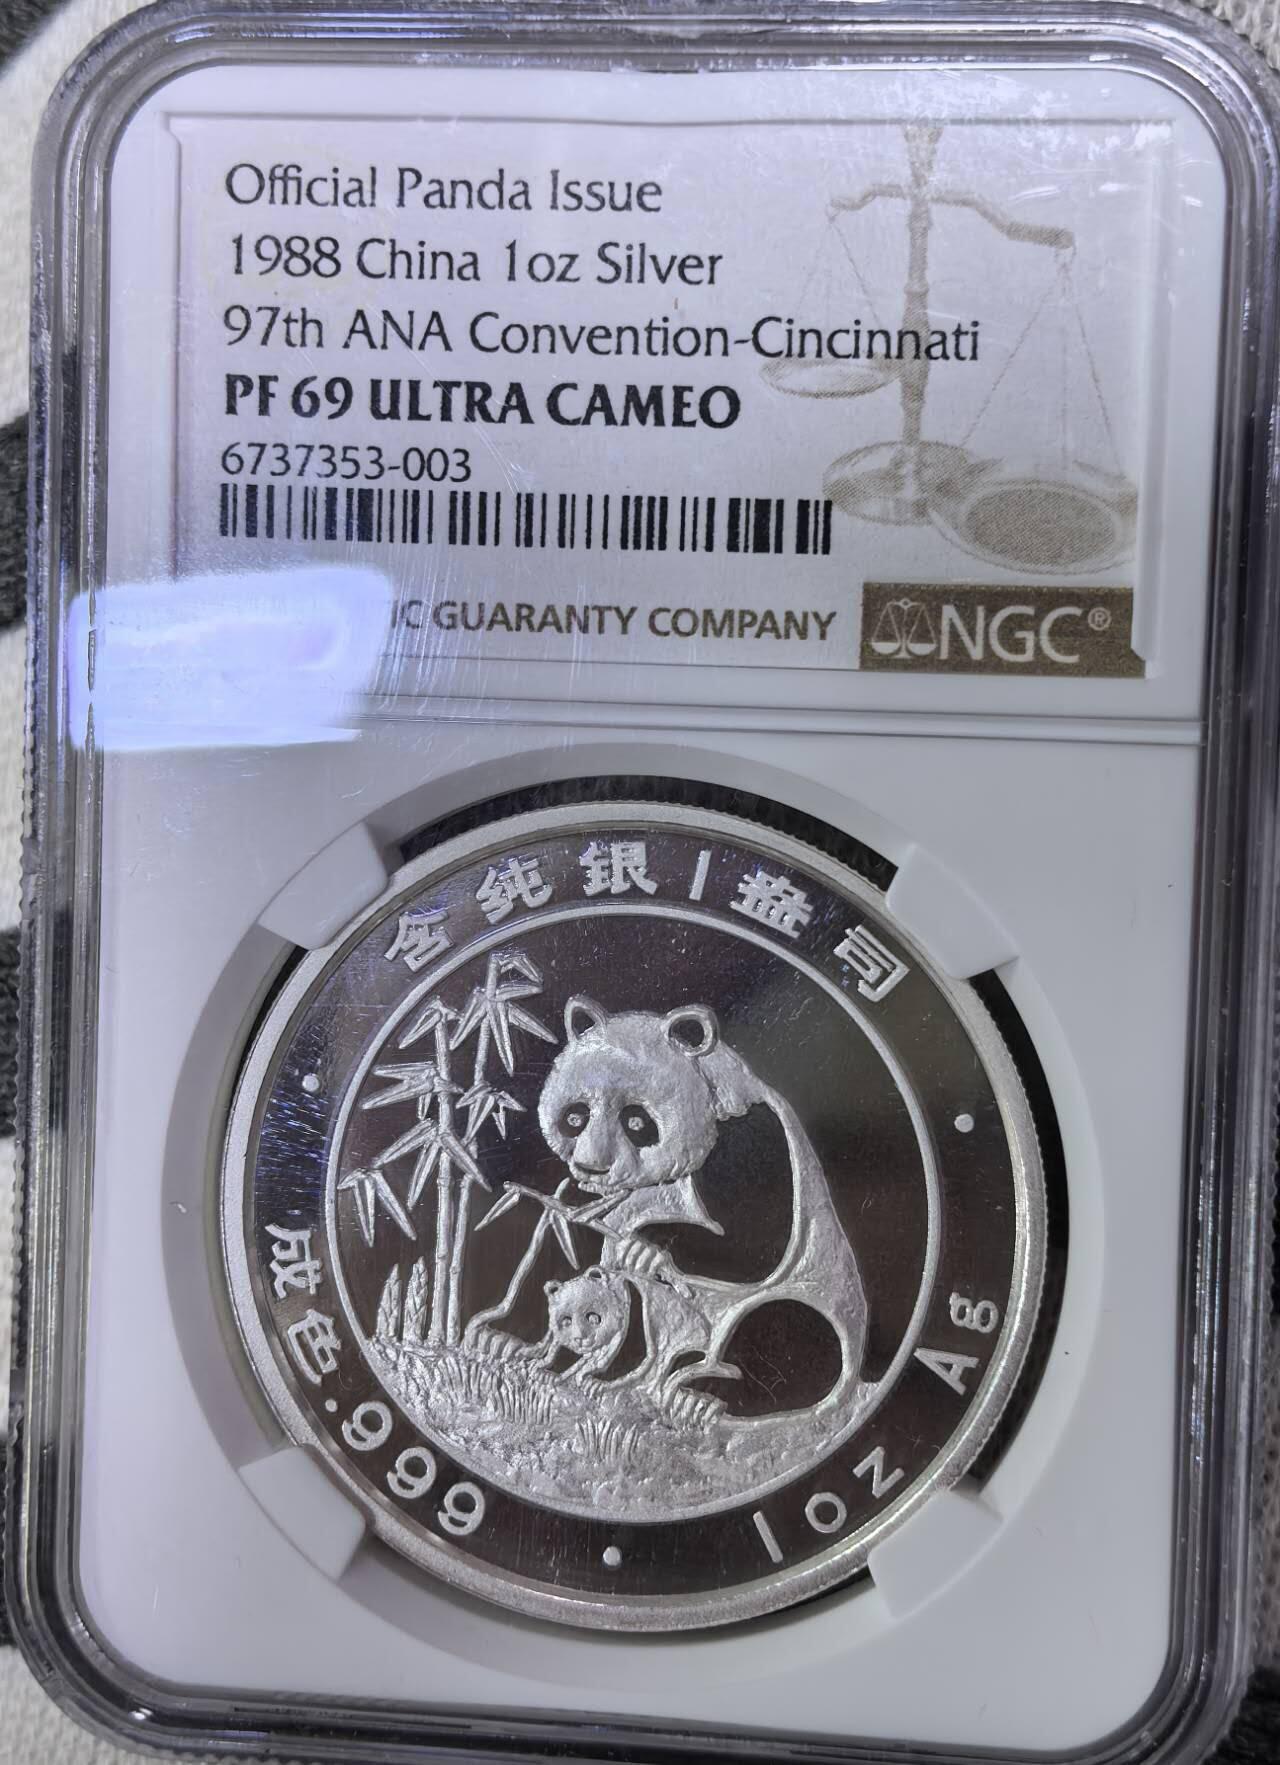 Official Panda Issue
1988 China 1oz Silver
97th ANA Convention-Cincinnati
PF 69 ULTRA CAMEO
6737353-003
GUARANTY COMPANY
NGC®
含纯银1盎司
成色.999
1oz Ag